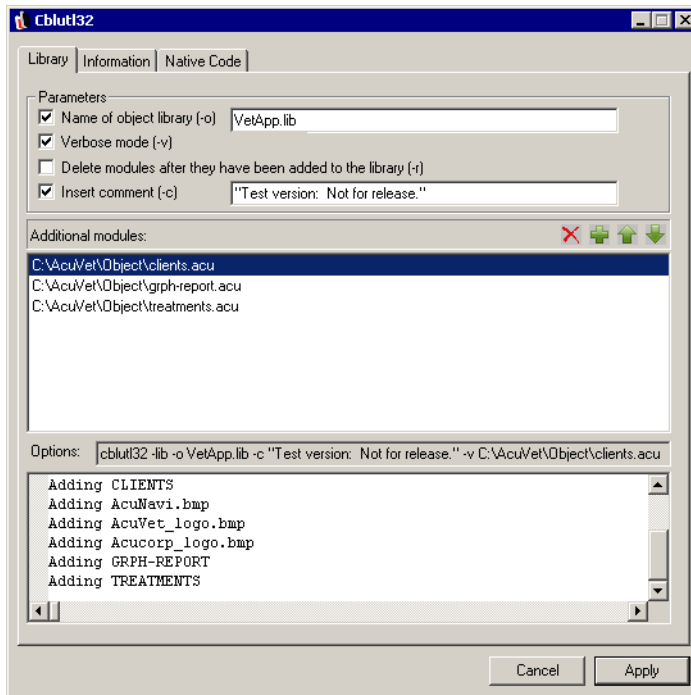 Cblutl32
Library Information Native Code
Parameters
Name of object library (-o) VetApp.lib
Verbose mode (-v)
Delete modules after they have been added to the library (-r)
Insert comment (-c) "Test version:  Not for release."
Additional modules:
C:\AcuVet\Object\clients.acu
C:\AcuVet\Object\grph-report.acu
C:\AcuVet\Object\treatments.acu
Options: cblutl32 -lib -o VetApp.lib -c "Test version:  Not for release." -v C:\AcuVet\Object\clients.acu
Adding CLIENTS
Adding AcuNavi.bmp
Adding AcuVet_logo.bmp
Adding Acucorp_logo.bmp
Adding GRPH-REPORT
Adding TREATMENTS
Cancel Apply